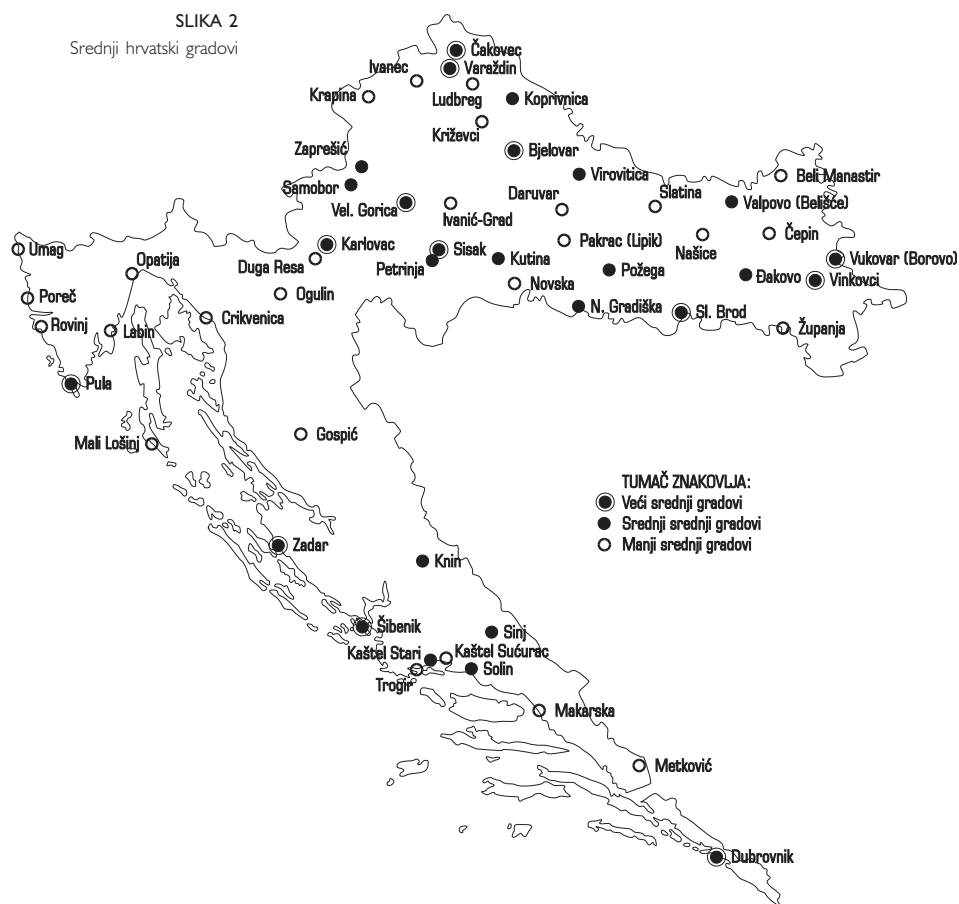 SLIKA 2
Srednji hrvatski gradovi
Čakovec
Varaždin
Ivanec
Ludbreg
Krapina
Koprivnica
Križevci
Bjelovar
Zaprešić
Virovitica
Beli Manastir
Samobor
Daruvar
Slatina
Valpovo (Belišće)
Vel. Gorica
Ivanić-Grad
Čepin
Pakrac (Lipik)
Našice
Umag
Karlovac
Sisak
Opatija
Duga Resa
Petrinja
Kutina
Vukovar (Borovo)
Požega
Đakovo
Vinkovci
Novska
Poreč
Ogulin
N. Gradiška
Sl. Brod
Rovinj
Labin
Crikvenica
Županja
Pula
Mali Lošinj
Gospić
TUMAČ ZNAKOVLJA:
Veći srednji gradovi
Srednji srednji gradovi
Manji srednji gradovi
Zadar
Knin
Šibenik
Sinj
Kaštel Stari
Kaštel Sućurac
Solin
Trogir
Makarska
Metković
Dubrovnik